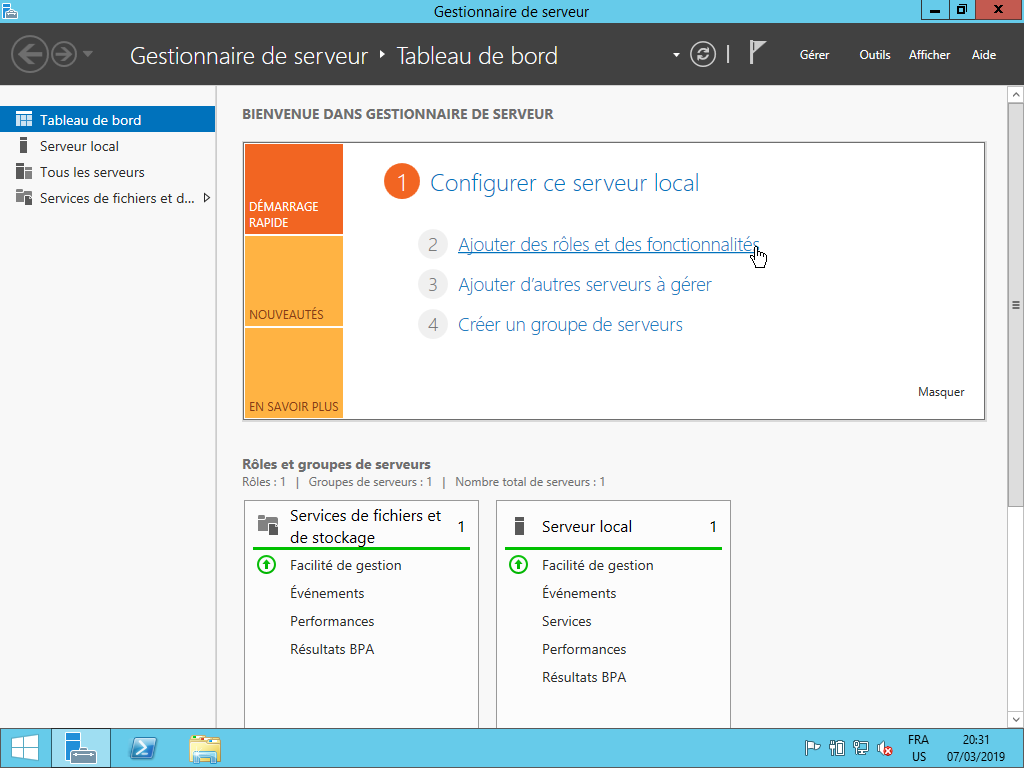 Gestionnaire de serveur
Gestionnaire de serveur ‣ Tableau de bord
Gérer
Outils
Afficher
Aide
Tableau de bord
Serveur local
Tous les serveurs
Services de fichiers et d...
BIENVENUE DANS GESTIONNAIRE DE SERVEUR
DÉMARRAGE
RAPIDE
NOUVEAUTÉS
EN SAVOIR PLUS
1 Configurer ce serveur local
2 Ajouter des rôles et des fonctionnalités
3 Ajouter d'autres serveurs à gérer
4 Créer un groupe de serveurs
Masquer
Rôles et groupes de serveurs
Rôles : 1 | Groupes de serveurs : 1 | Nombre total de serveurs : 1
Services de fichiers et
de stockage
1
Facilité de gestion
Événements
Performances
Résultats BPA
Serveur local 1
Facilité de gestion
Événements
Services
Performances
Résultats BPA
FRA
US
20:31
07/03/2019